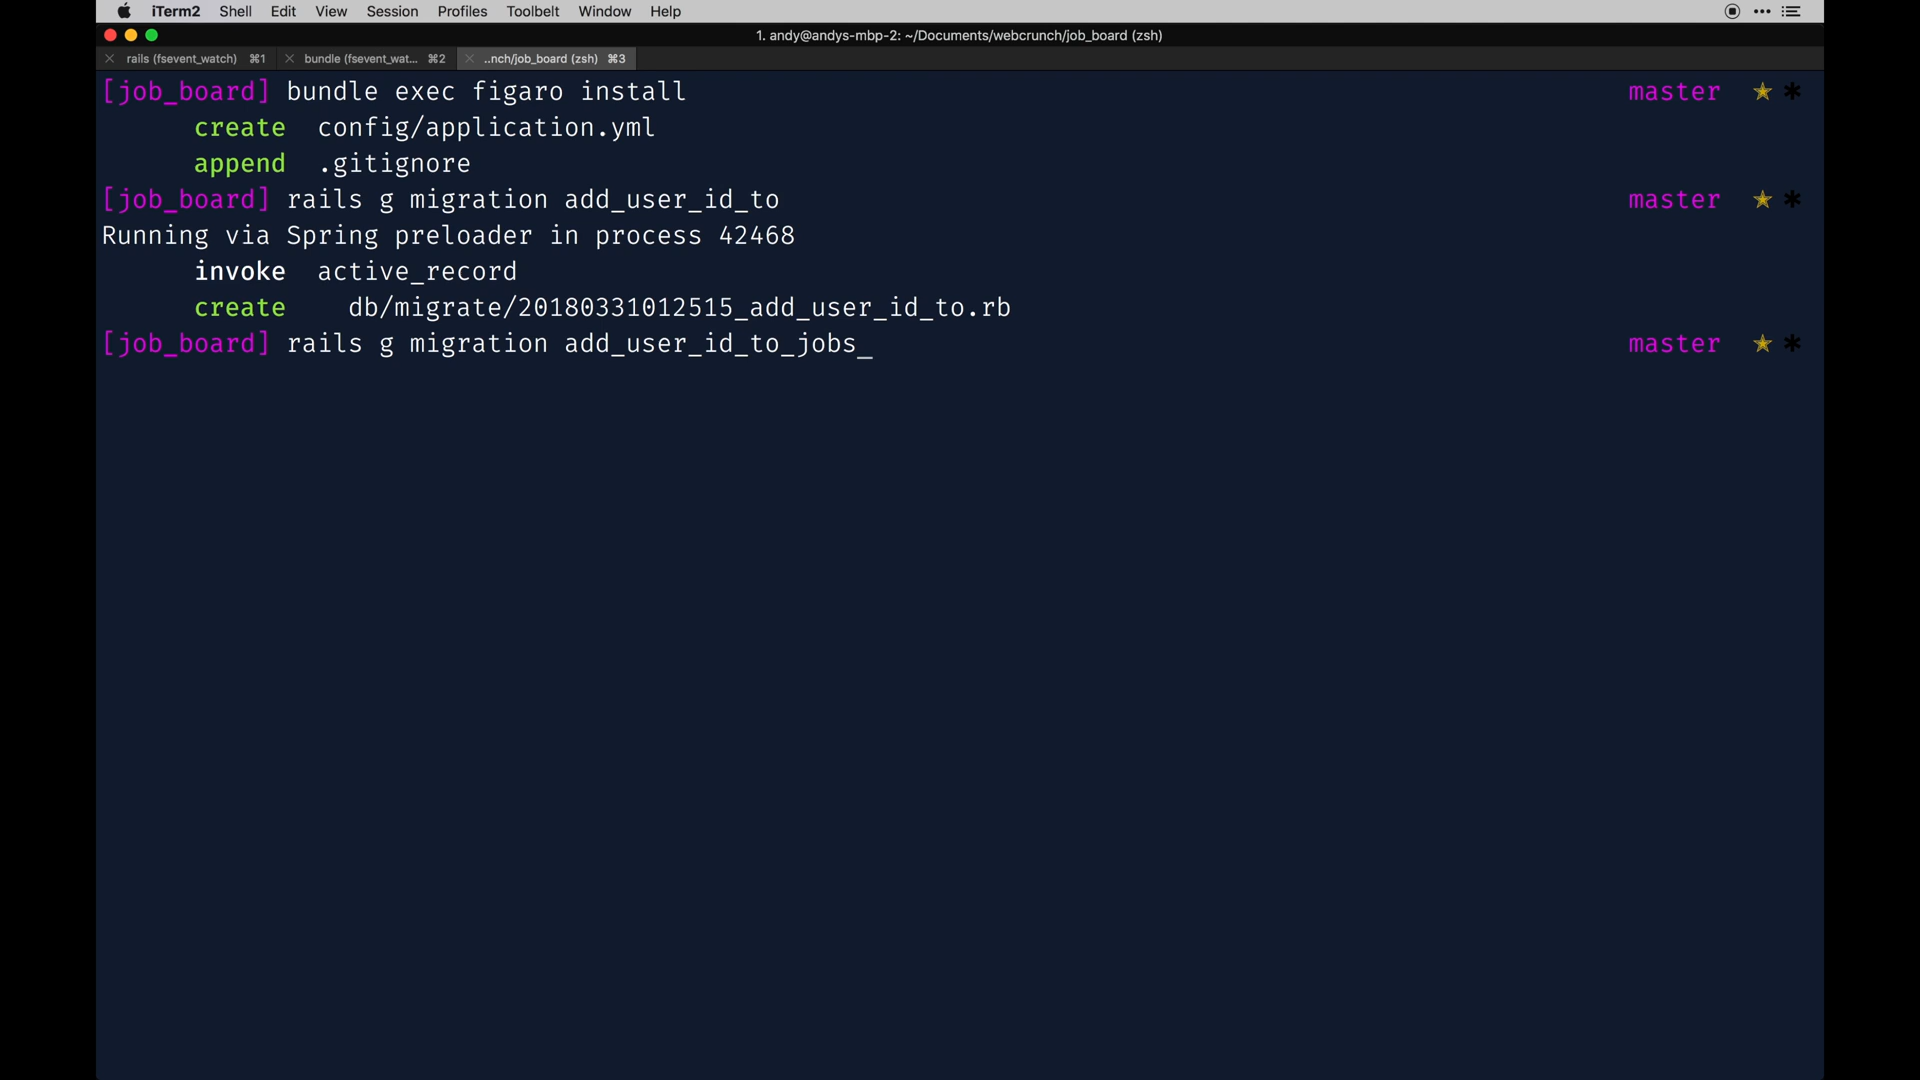 iTerm2 Shell Edit View Session Profiles Toolbelt Window Help
1. andy@andys-mbp-2: ~/Documents/webcrunch/job_board (zsh)
rails (fsevent_watch) ⌘1 bundle (fsevent_wat... ⌘2 ..nch/job_board (zsh) ⌘3
[job_board] bundle exec figaro install master ★ *
create config/application.yml
append .gitignore
[job_board] rails g migration add_user_id_to master ★ *
Running via Spring preloader in process 42468
invoke active_record
create db/migrate/20180331012515_add_user_id_to.rb
[job_board] rails g migration add_user_id_to_jobs_ master ★ *